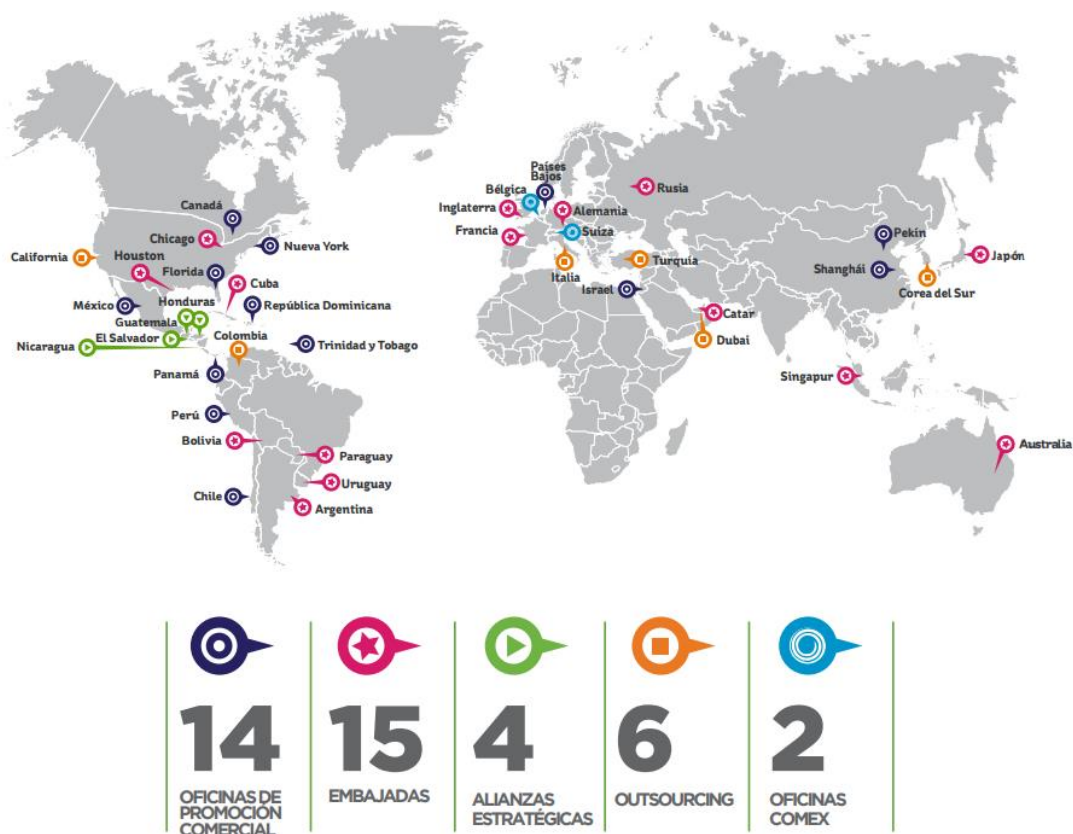 Países
Bajos
Bélgica
Rusia
Inglaterra
Alemania
Canadá
Francia
Suiza
Pekín
Chicago
Nueva York
California
Houston
Florida
Italia
Turquía
Japón
Shanghái
Cuba
Israel
Corea del Sur
México
Honduras
República Dominicana
Catar
Guatemala
El Salvador
Colombia
Trinidad y Tobago
Dubai
Nicaragua
Panamá
Singapur
Perú
Bolivia
Australia
Paraguay
Uruguay
Chile
Argentina
14
OFICINAS DE
PROMOCIÓN
COMERCIAL
15
EMBAJADAS
4
ALIANZAS
ESTRATÉGICAS
6
OUTSOURCING
2
OFICINAS
COMEX